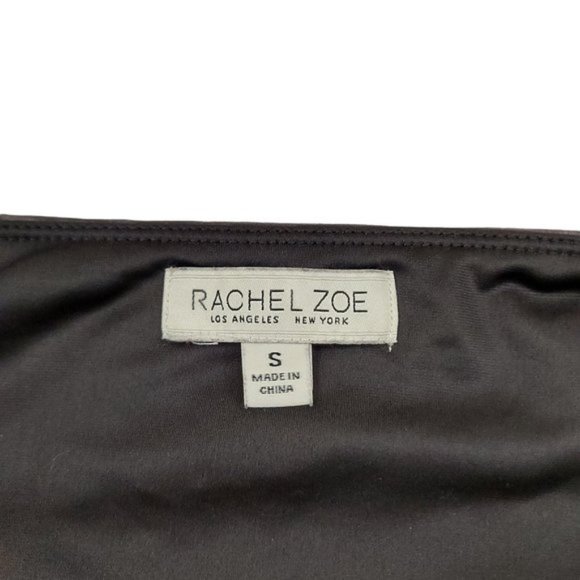 RACHEL ZOE
LOS ANGELES NEW YORK
S
MADE IN
CHINA